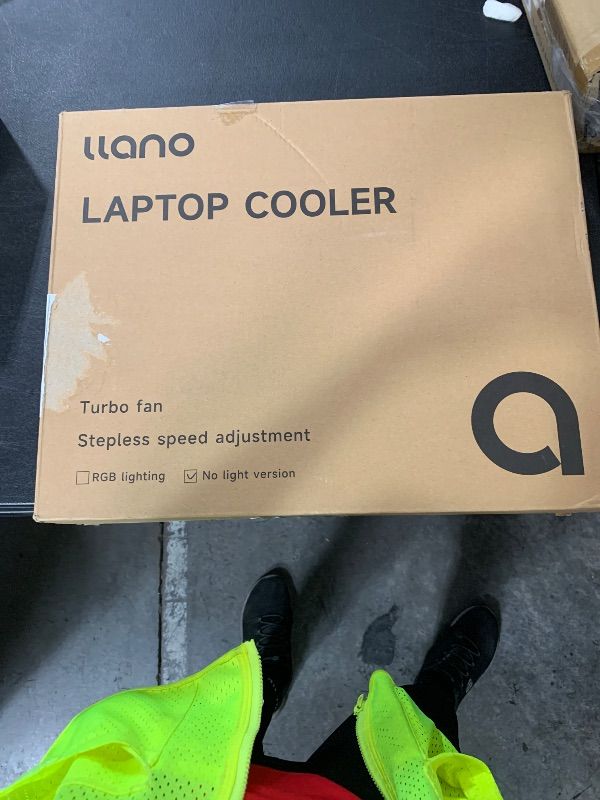 llano
LAPTOP COOLER
Turbo fan
Stepless speed adjustment
RGB lighting No light version